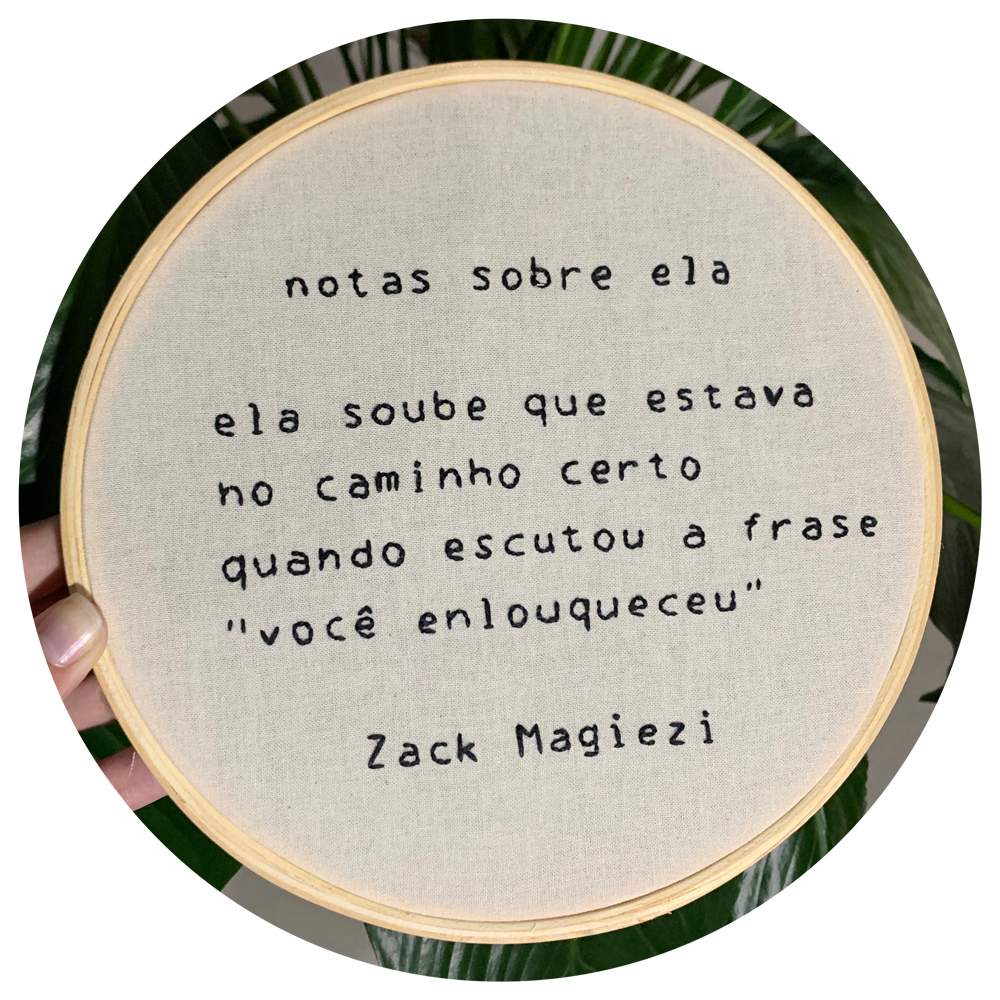 notas sobre ela
ela soube que estava
no caminho certo
quando escutou a frase
"você enlouqueceu"
Zack Magiezi